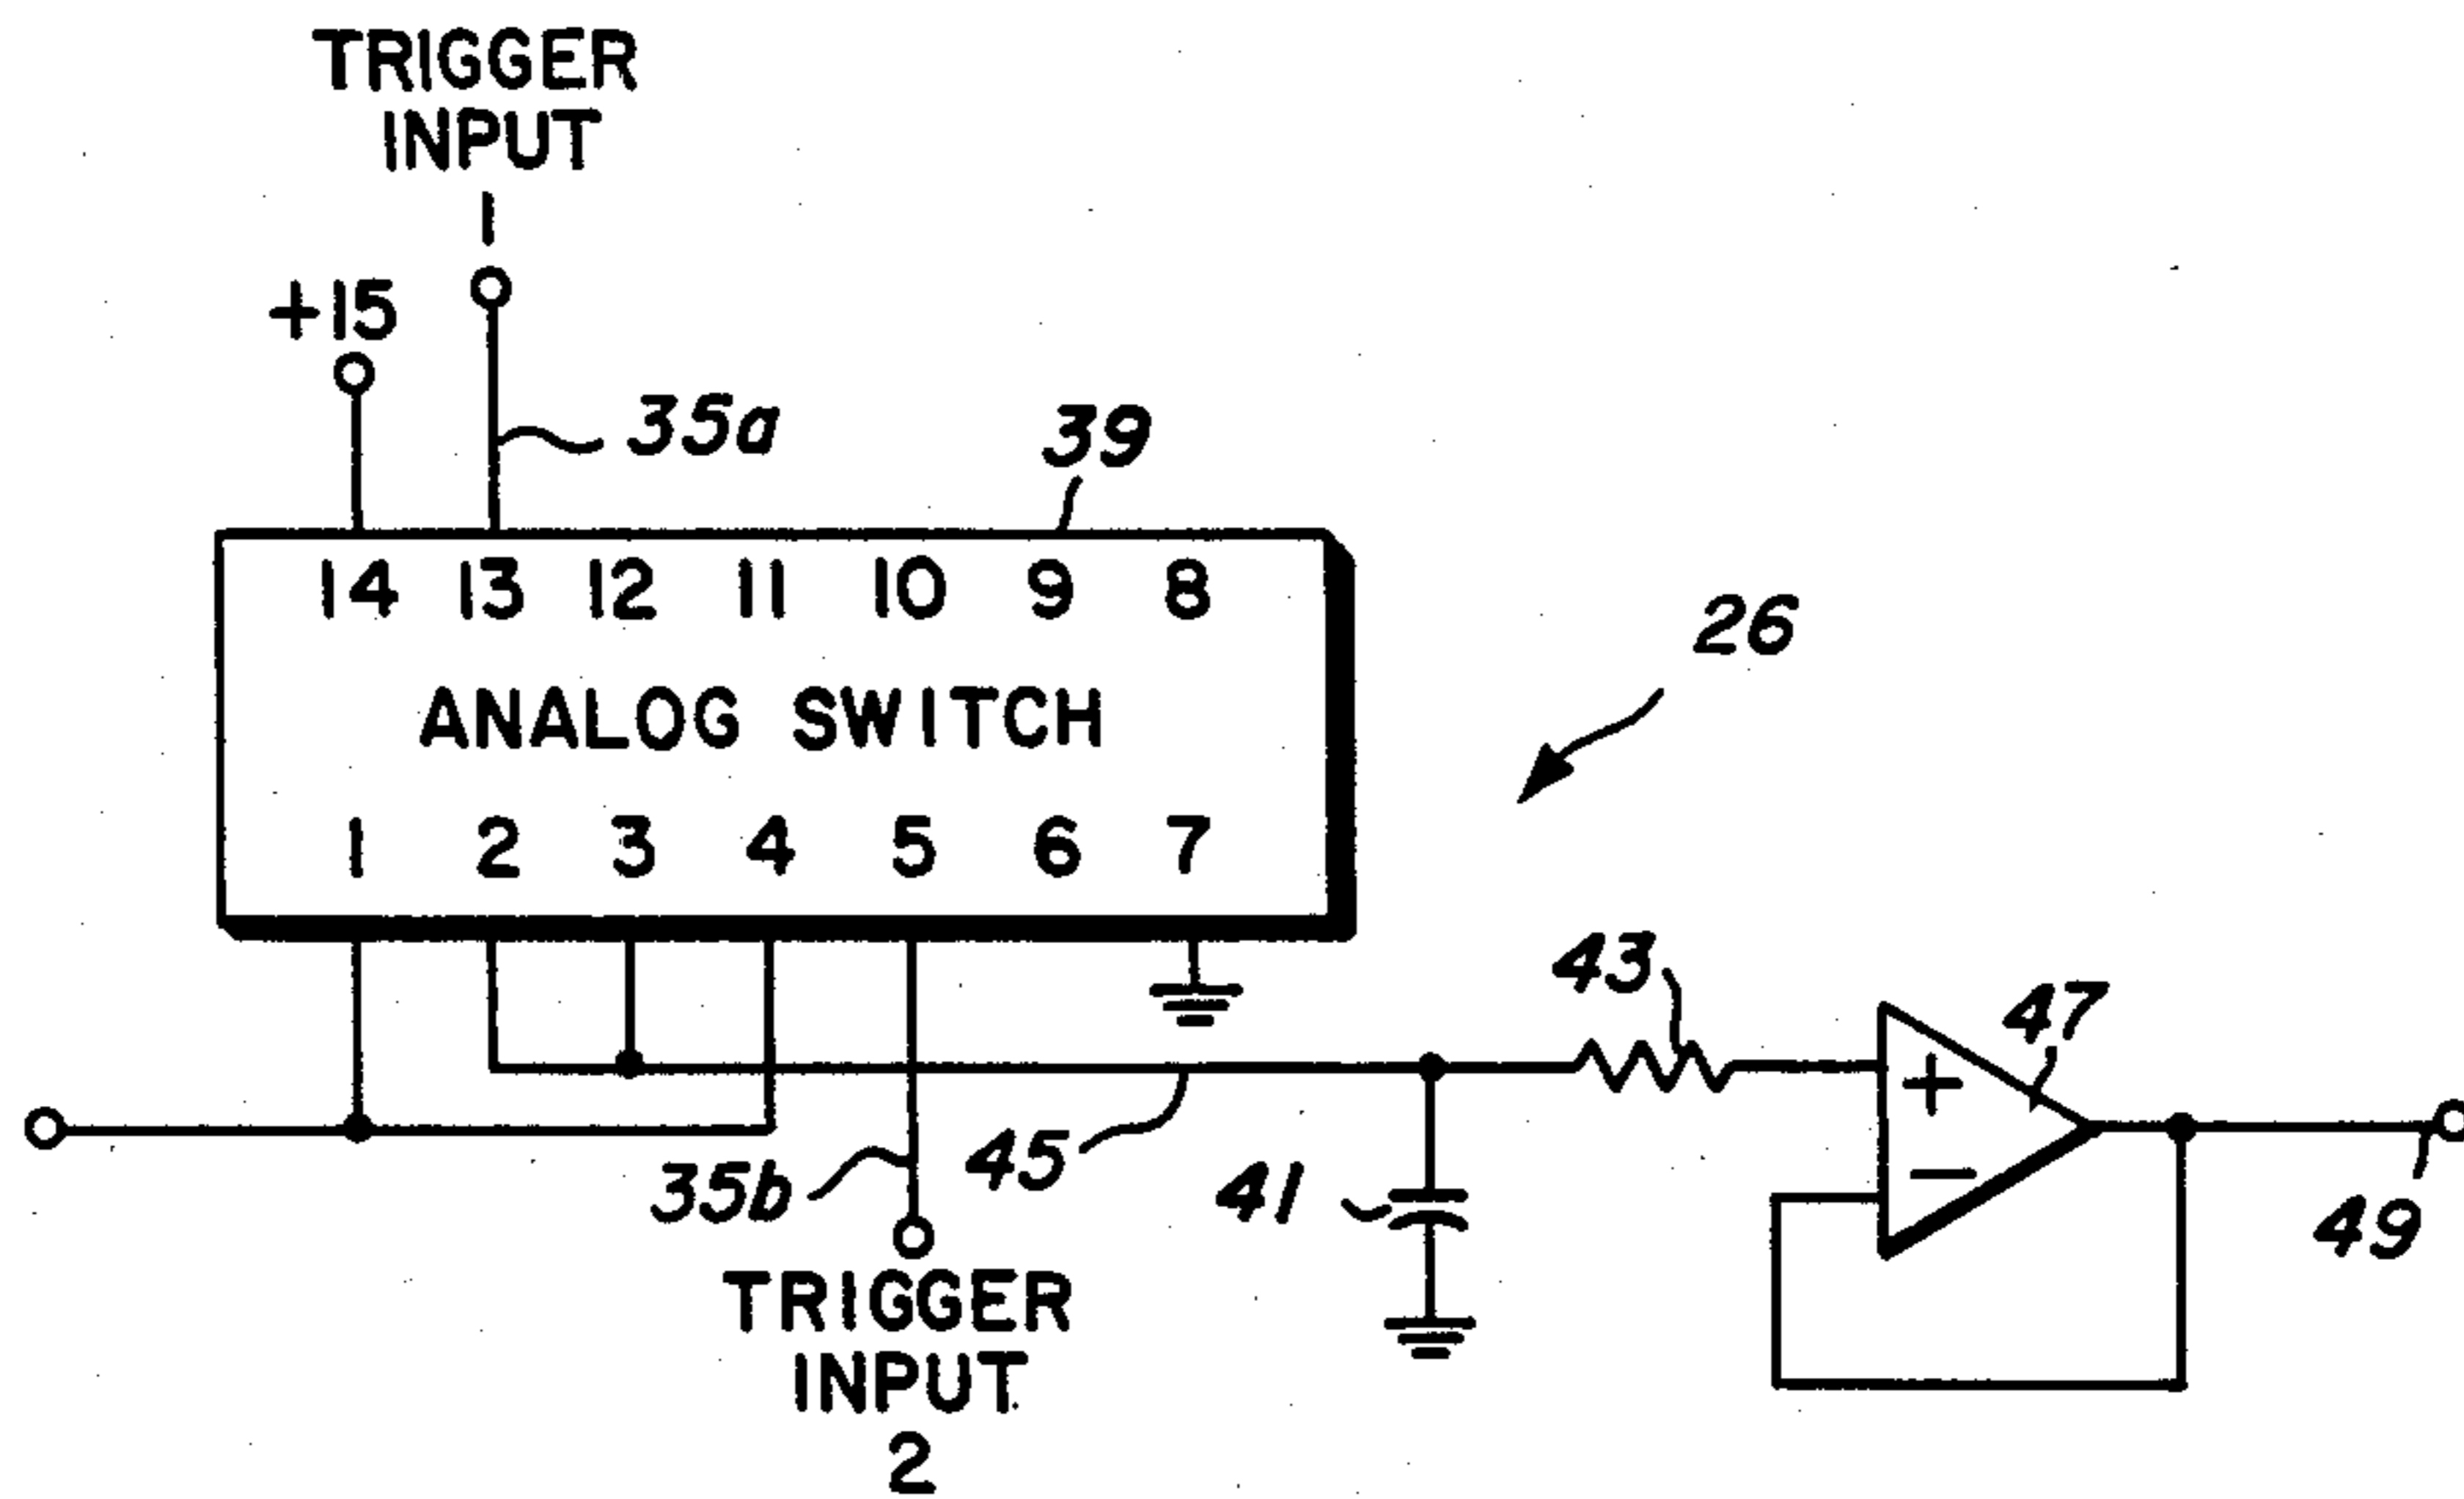 TRIGGER
INPUT
1
+15
35a
39
14 13 12 11 10 9 8
26
ANALOG SWITCH
1 2 3 4 5 6 7
43
47
+
45
35b
41
−
49
TRIGGER
INPUT
2